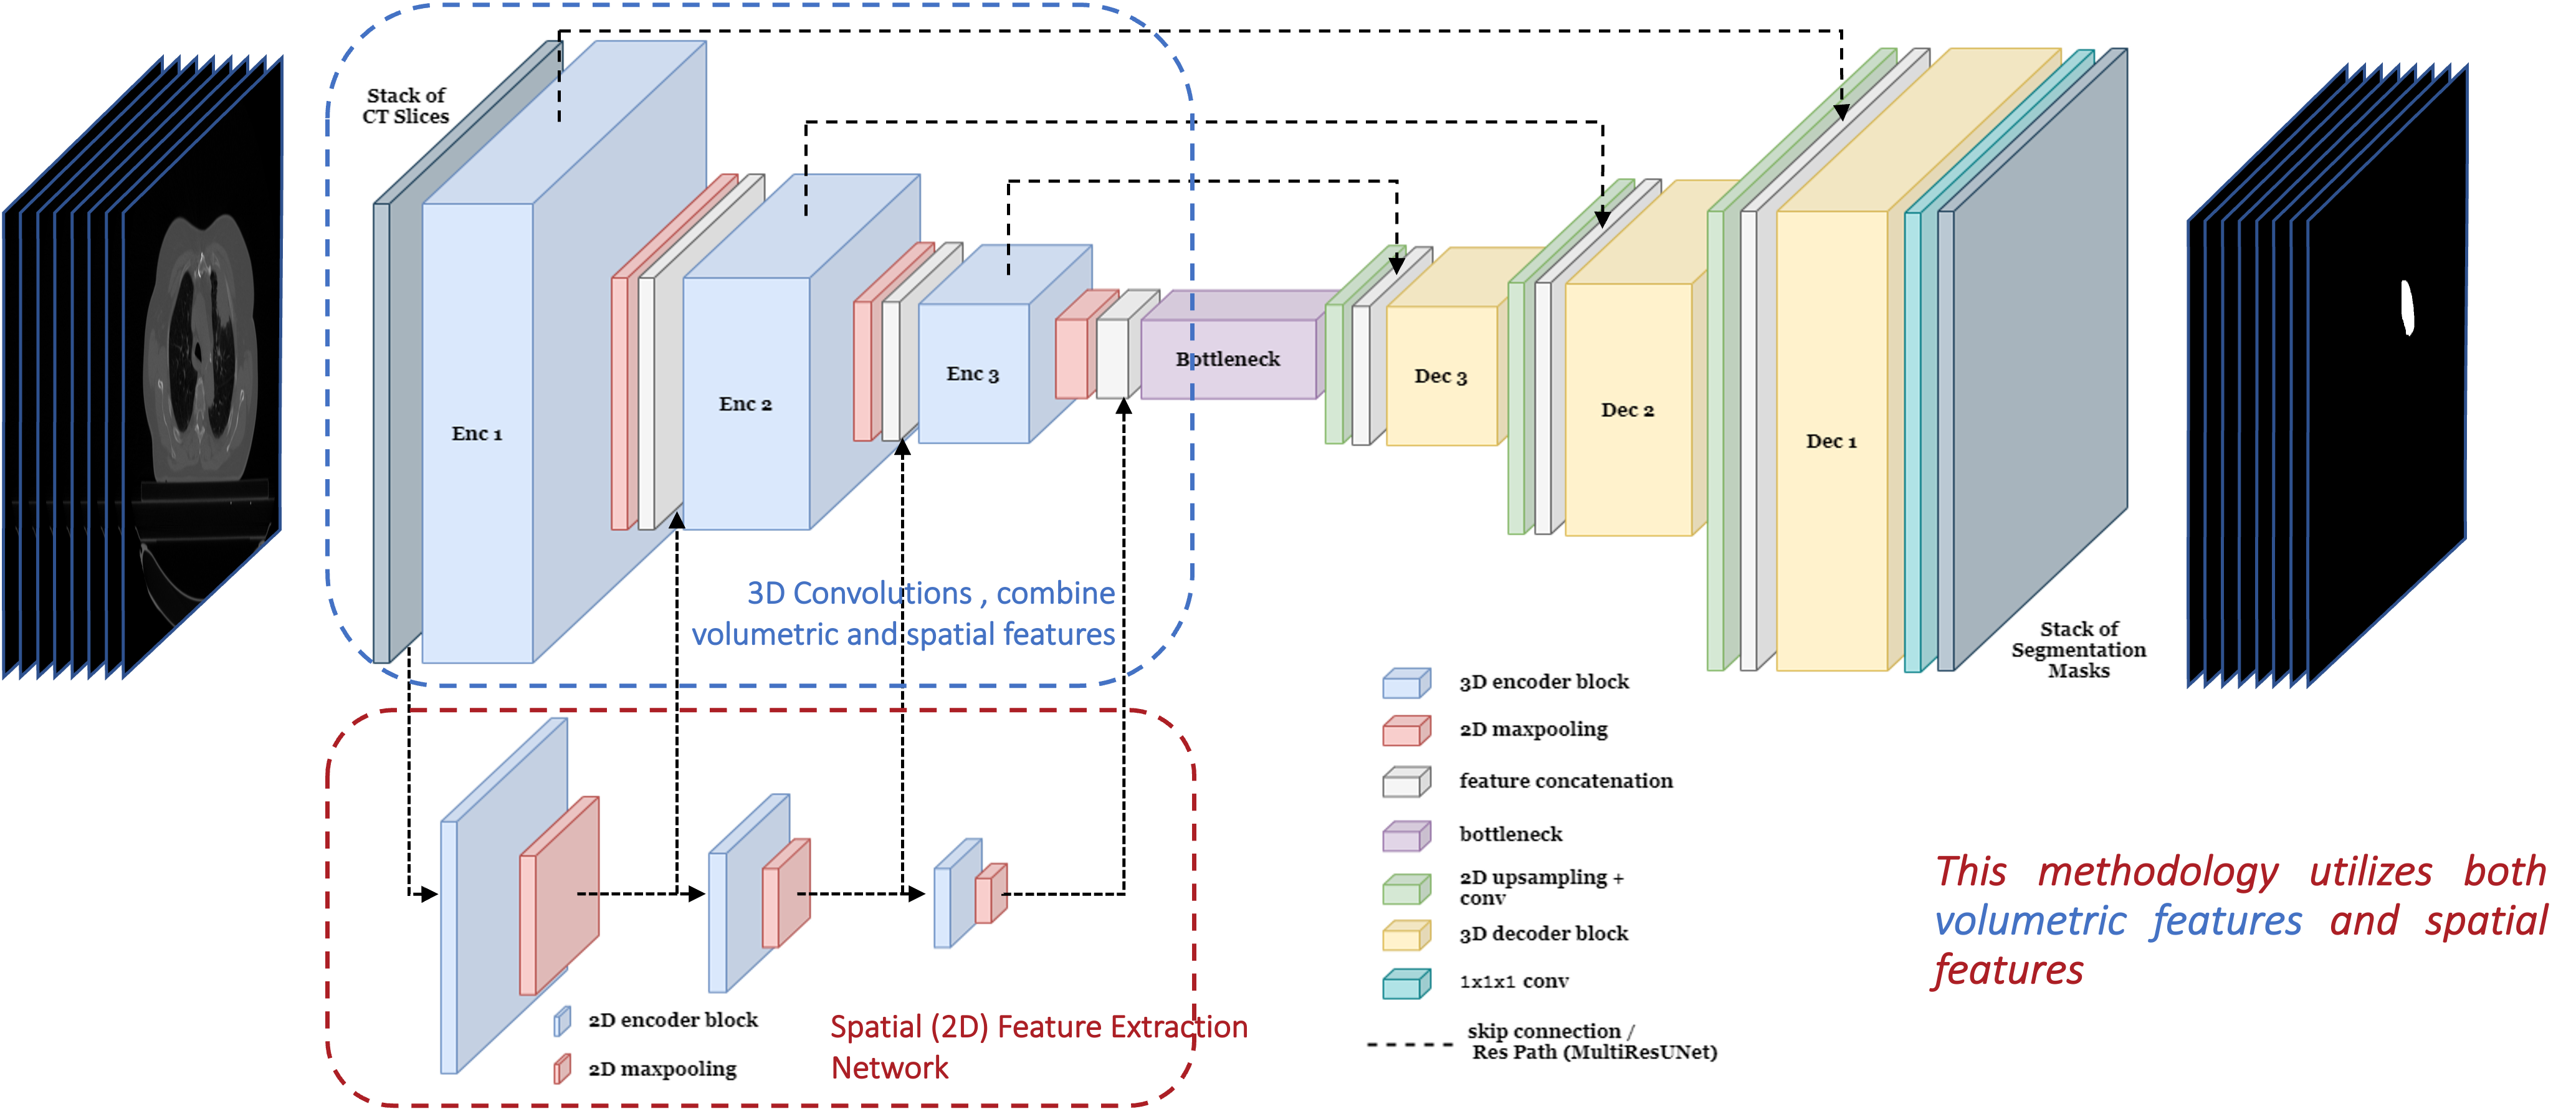 Stack of
CT Slices
Enc 1
Enc 2
Enc 3
Bottleneck
Dec 3
Dec 2
Dec 1
3D Convolutions , combine
volumetric and spatial features
Stack of
Segmentation
Masks
3D encoder block
2D maxpooling
feature concatenation
bottleneck
2D upsampling +
conv
3D decoder block
1x1x1 conv
skip connection /
Res Path (MultiResUNet)
2D encoder block
2D maxpooling
Spatial (2D) Feature Extraction
Network
This methodology utilizes both
volumetric features and spatial
features